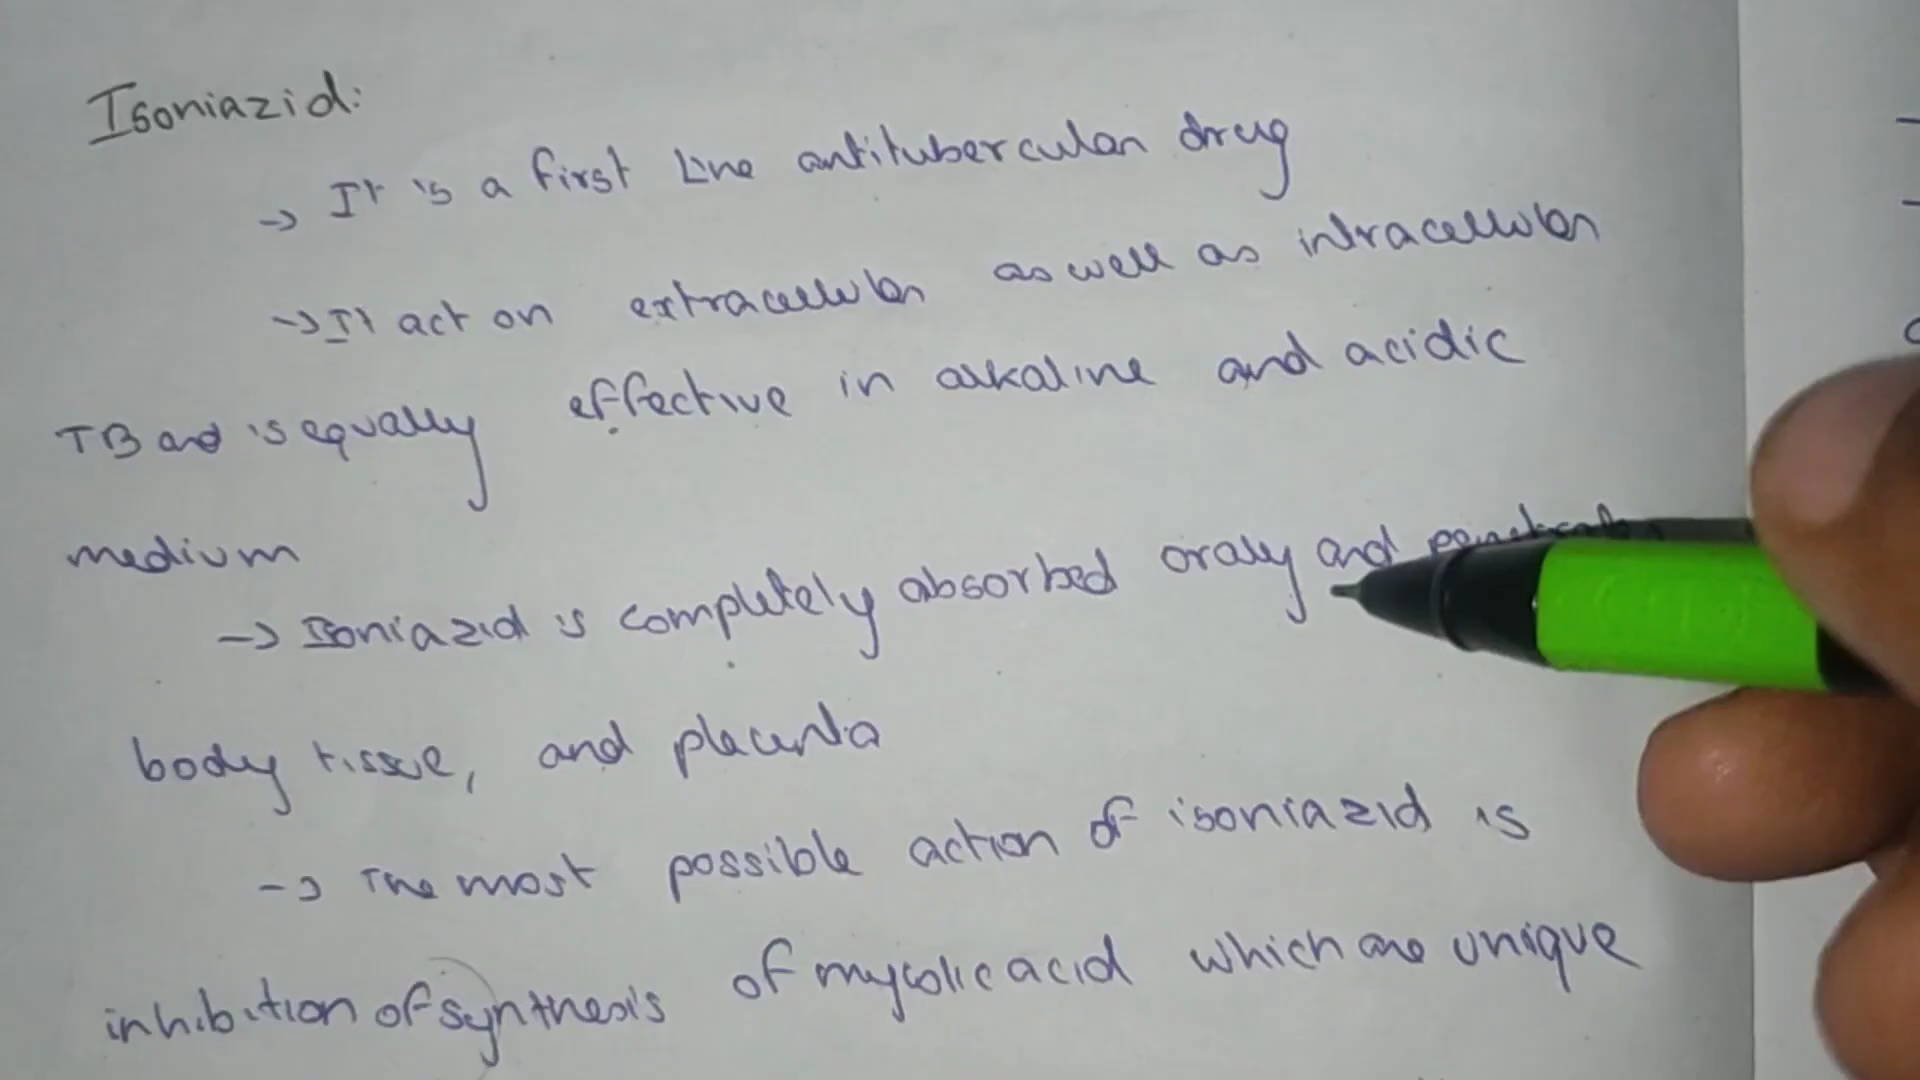 Isoniazid:
→ It is a first Line antitubercular drug
→ It act on extracellular as well as intracellular
TB and is equally effective in alkaline and acidic
medium
→ Isoniazid is completely absorbed oraly and
body tissue, and placenta
→ The most possible action of isoniazid is
inhibition of synthesis of mycolic acid which are unique